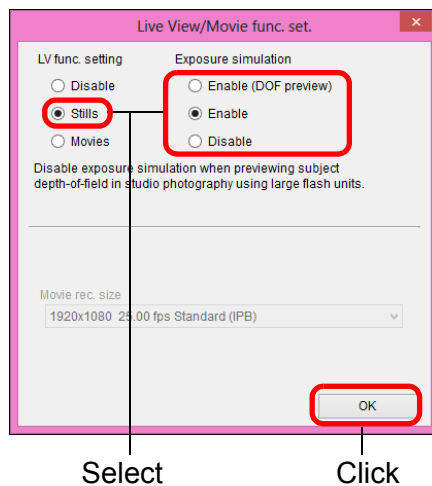 Live View/Movie func. set.
×
LV func. setting
Exposure simulation
Disable
Enable (DOF preview)
Stills
Enable
Movies
Disable
Disable exposure simulation when previewing subject
depth-of-field in studio photography using large flash units.
Movie rec. size
1920x1080 25.00 fps Standard (IPB)
OK
Select
Click